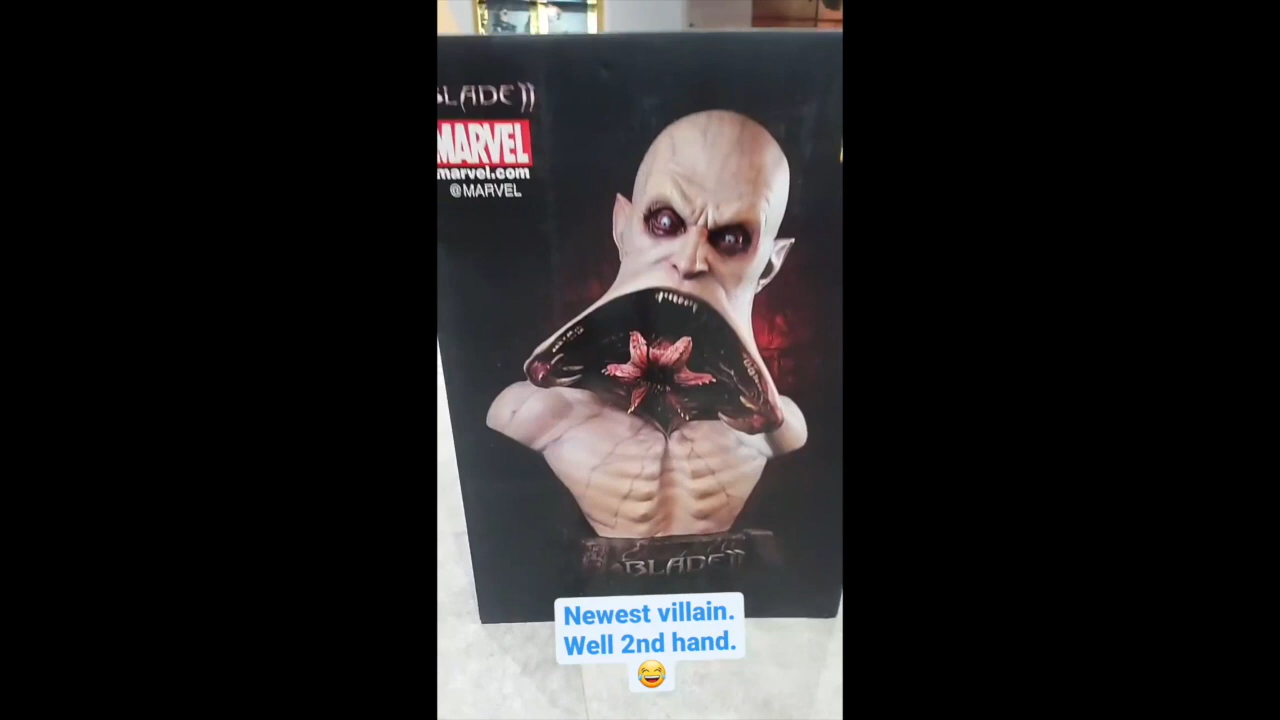 BLADE II
MARVEL
marvel.com
@MARVEL
BLADE II
Newest villain.
Well 2nd hand.
😂